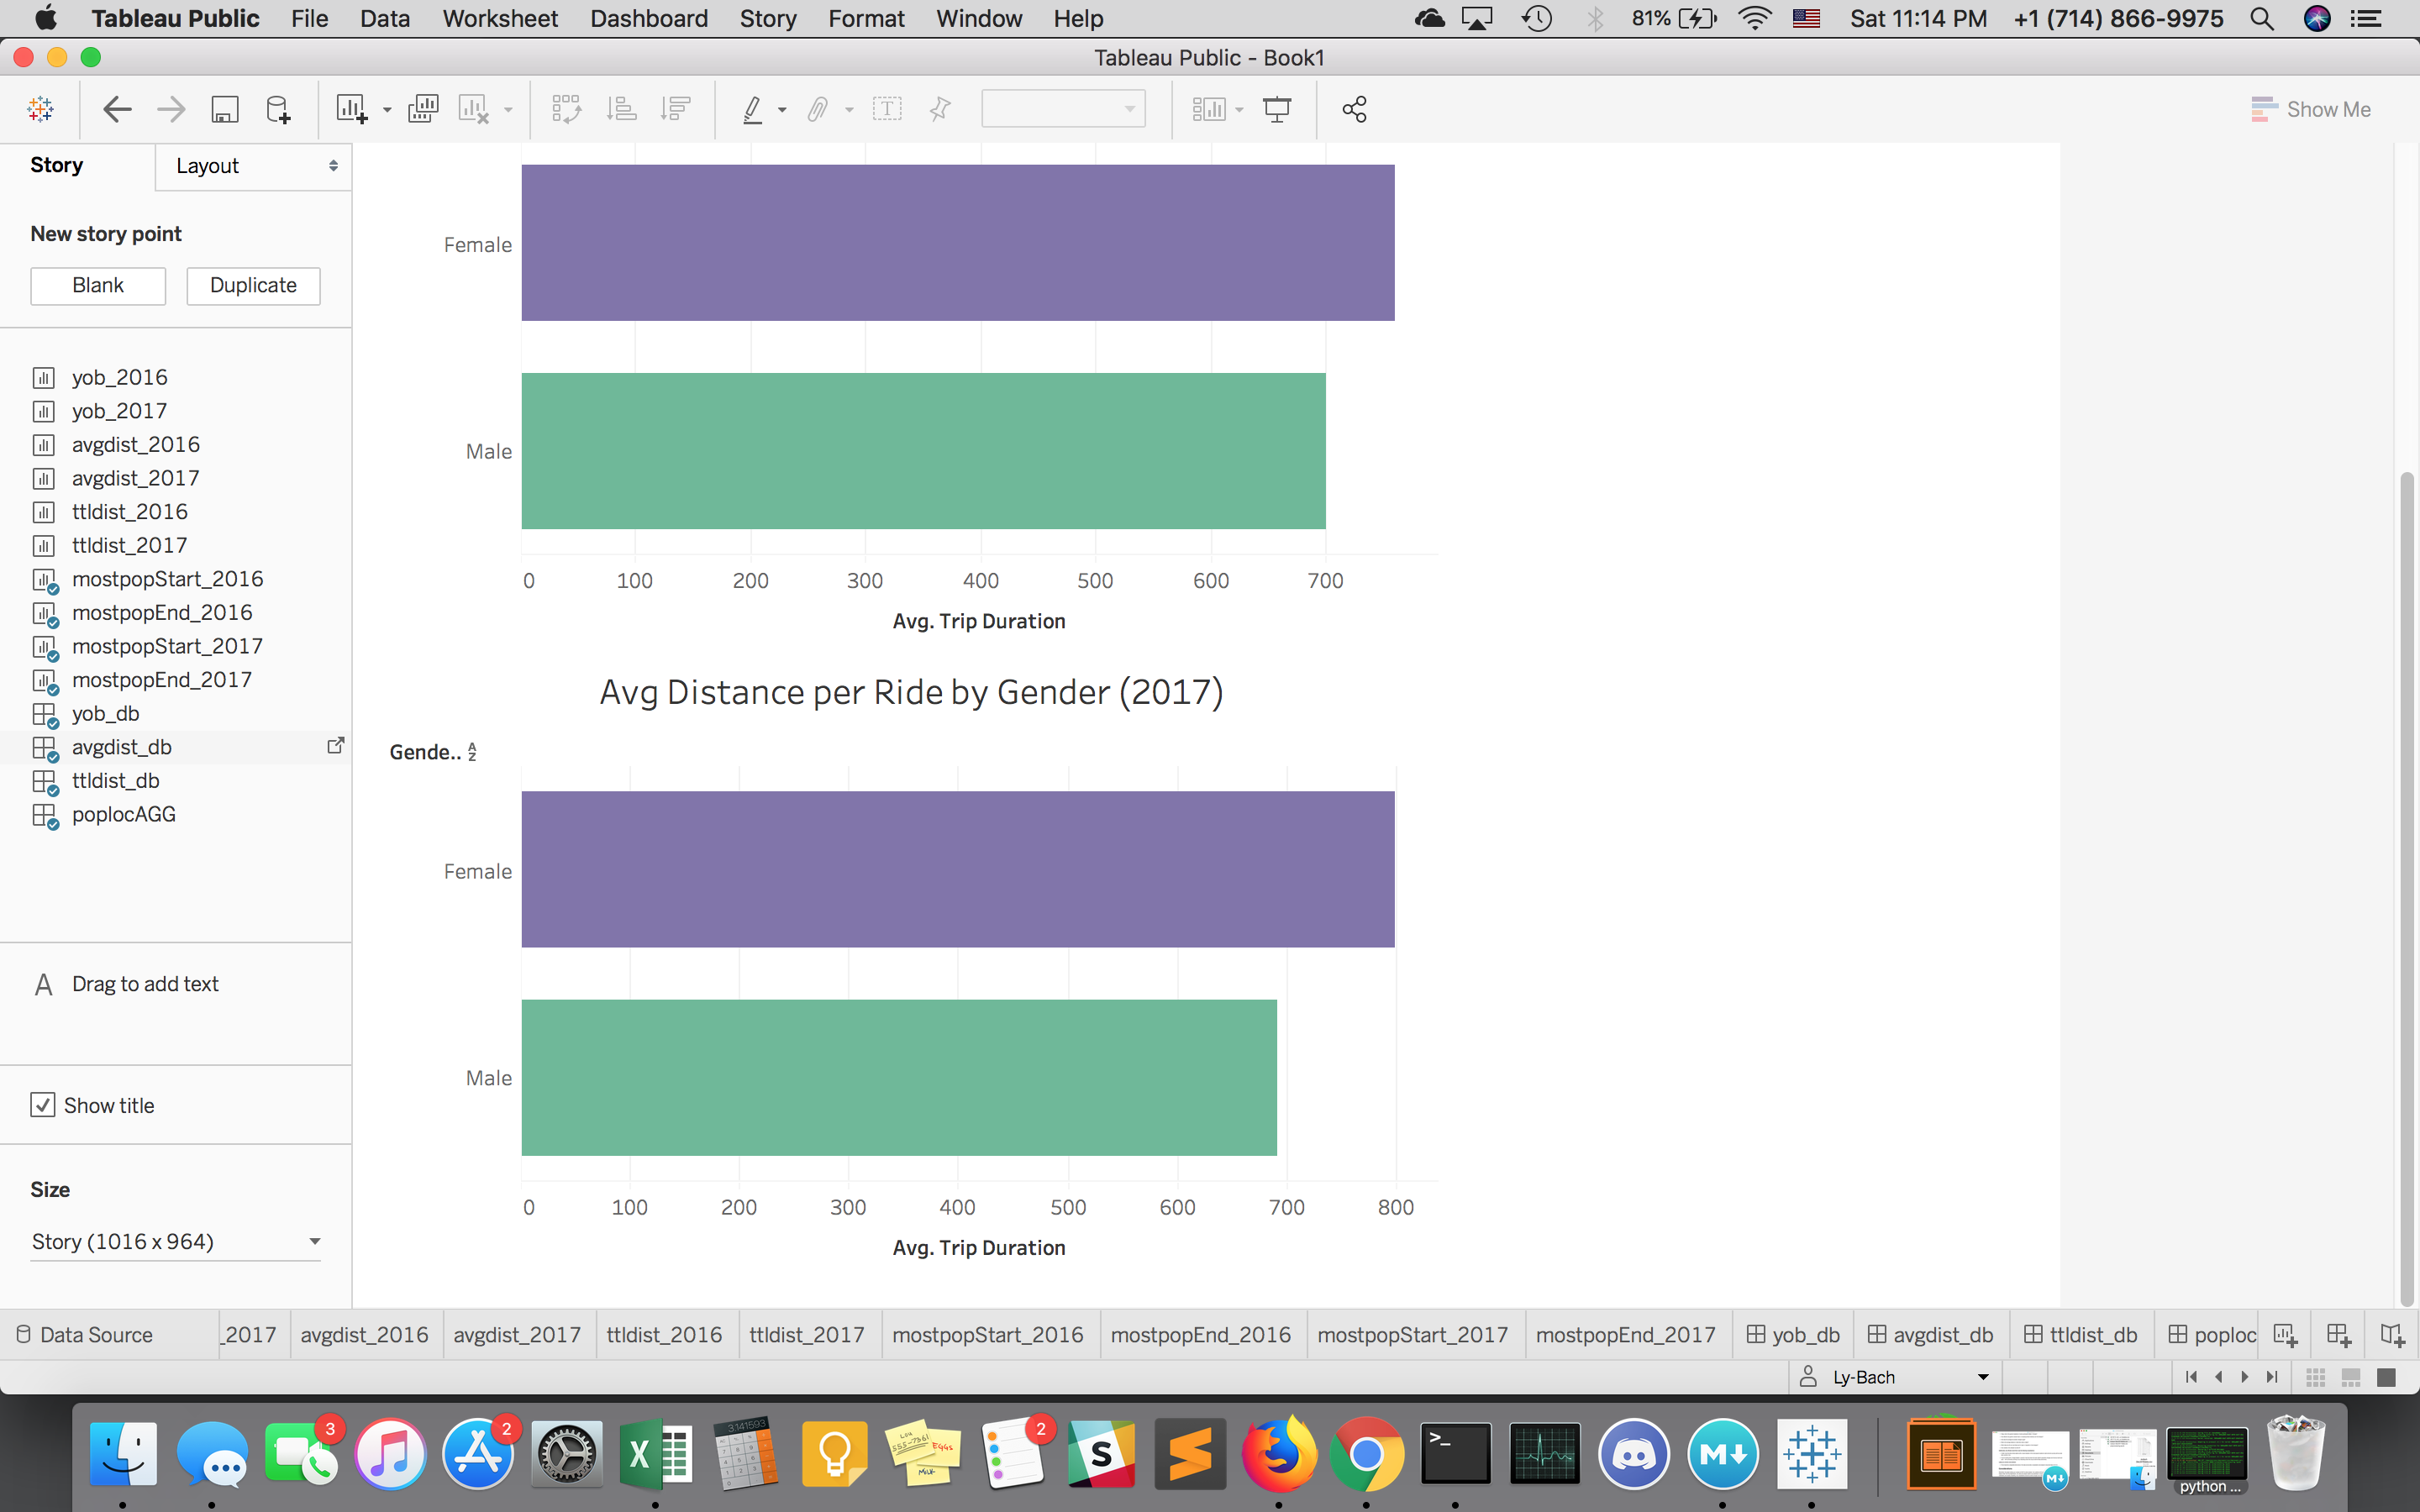 Tableau Public File Data Worksheet Dashboard Story Format Window Help 81% Sat 11:14 PM +1 (714) 866-9975
Tableau Public - Book1
Show Me
Story Layout
New story point
Blank Duplicate
yob_2016
yob_2017
avgdist_2016
avgdist_2017
ttldist_2016
ttldist_2017
mostpopStart_2016
mostpopEnd_2016
mostpopStart_2017
mostpopEnd_2017
yob_db
avgdist_db
ttldist_db
poplocAGG
A Drag to add text
Show title
Size
Story (1016 x 964)
Female
Male
0 100 200 300 400 500 600 700
Avg. Trip Duration
Avg Distance per Ride by Gender (2017)
Gende..
Female
Male
0 100 200 300 400 500 600 700 800
Avg. Trip Duration
Data Source _2017 avgdist_2016 avgdist_2017 ttldist_2016 ttldist_2017 mostpopStart_2016 mostpopEnd_2016 mostpopStart_2017 mostpopEnd_2017 yob_db avgdist_db ttldist_db poploc
Ly-Bach
3 2 2
python ...